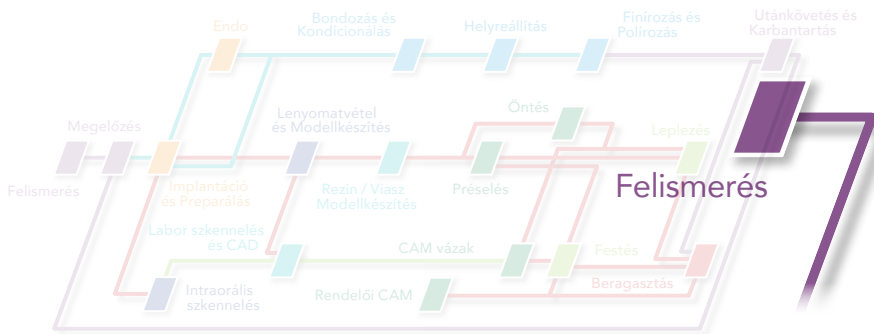 Endo
Bondozás és
Kondicionálás
Helyreállítás
Finírozás és
Polírozás
Utánkövetés és
Karbantartás
Megelőzés
Lenyomatvétel
és Modellkészítés
Öntés
Leplezés
Felismerés
Implantáció
és Preparálás
Rezin / Viasz
Modellkészítés
Préselés
Felismerés
Labor szkennelés
és CAD
CAM vázak
Festés
Intraorális
szkennelés
Rendelői CAM
Beragasztás